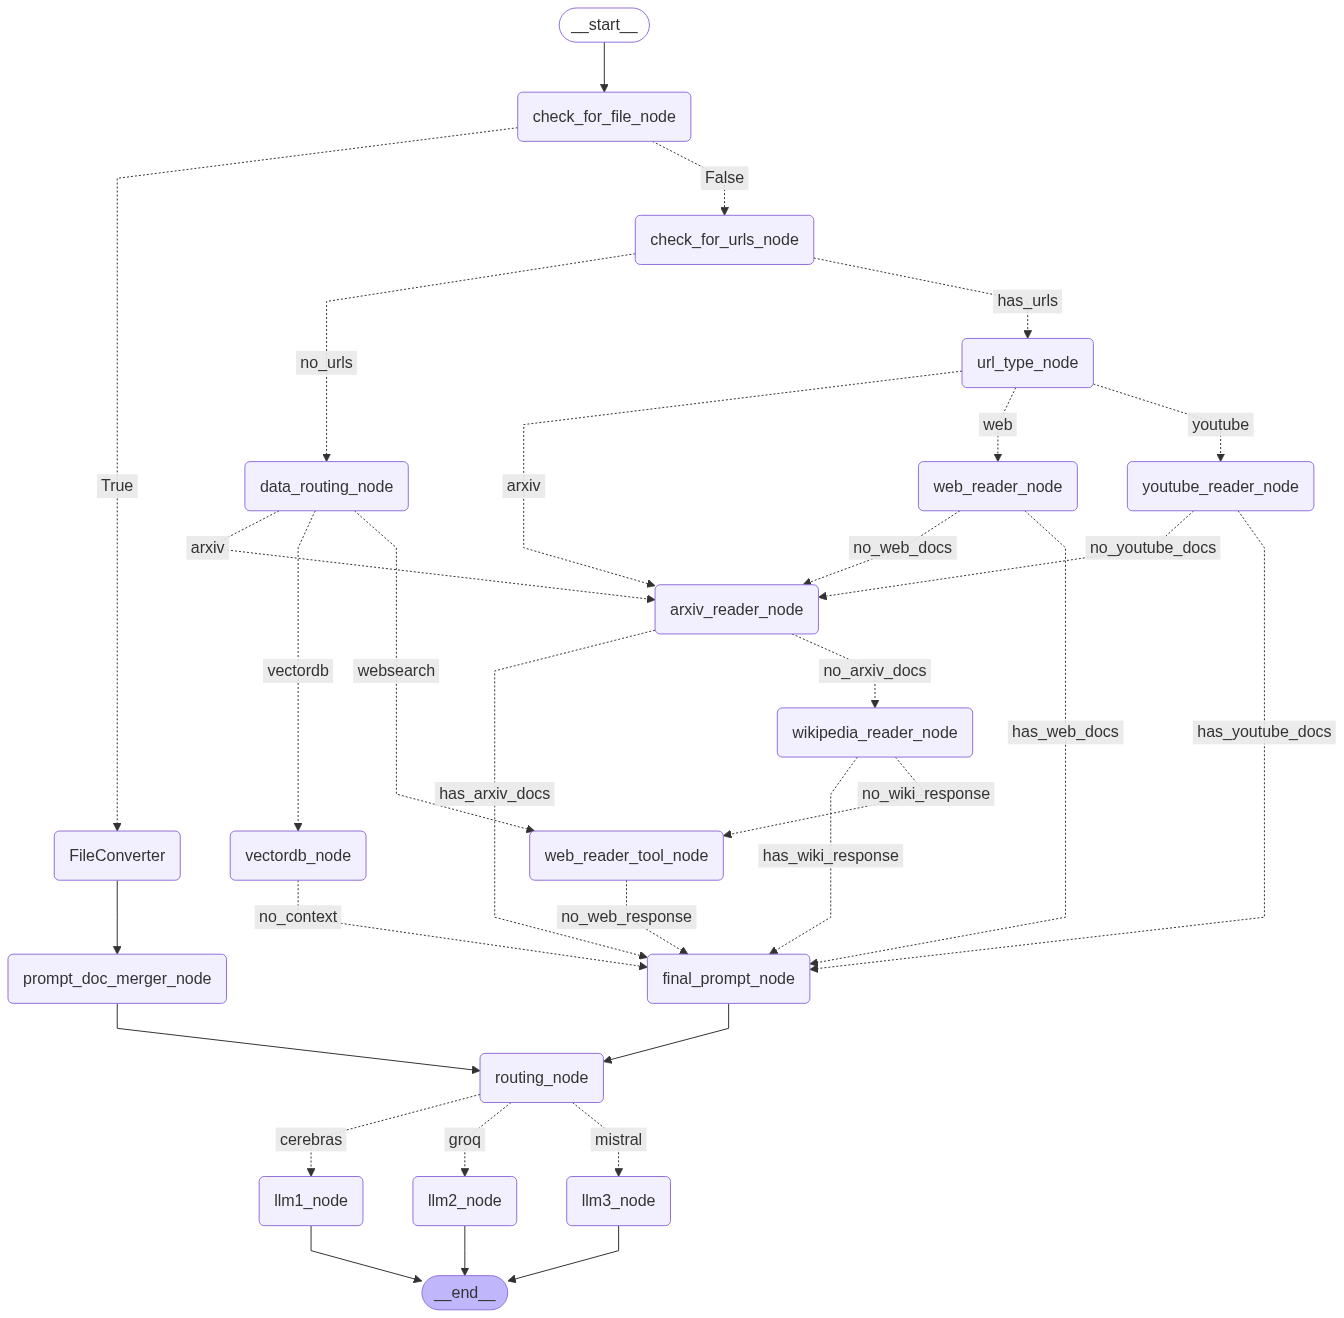 __start__
check_for_file_node
False
check_for_urls_node
has_urls
no_urls
url_type_node
web
youtube
True
data_routing_node
arxiv
web_reader_node
youtube_reader_node
arxiv
no_web_docs
no_youtube_docs
arxiv_reader_node
vectordb
websearch
no_arxiv_docs
wikipedia_reader_node
has_web_docs
has_youtube_docs
has_arxiv_docs
no_wiki_response
FileConverter
vectordb_node
web_reader_tool_node
has_wiki_response
no_context
no_web_response
prompt_doc_merger_node
final_prompt_node
routing_node
cerebras
groq
mistral
llm1_node
llm2_node
llm3_node
__end__